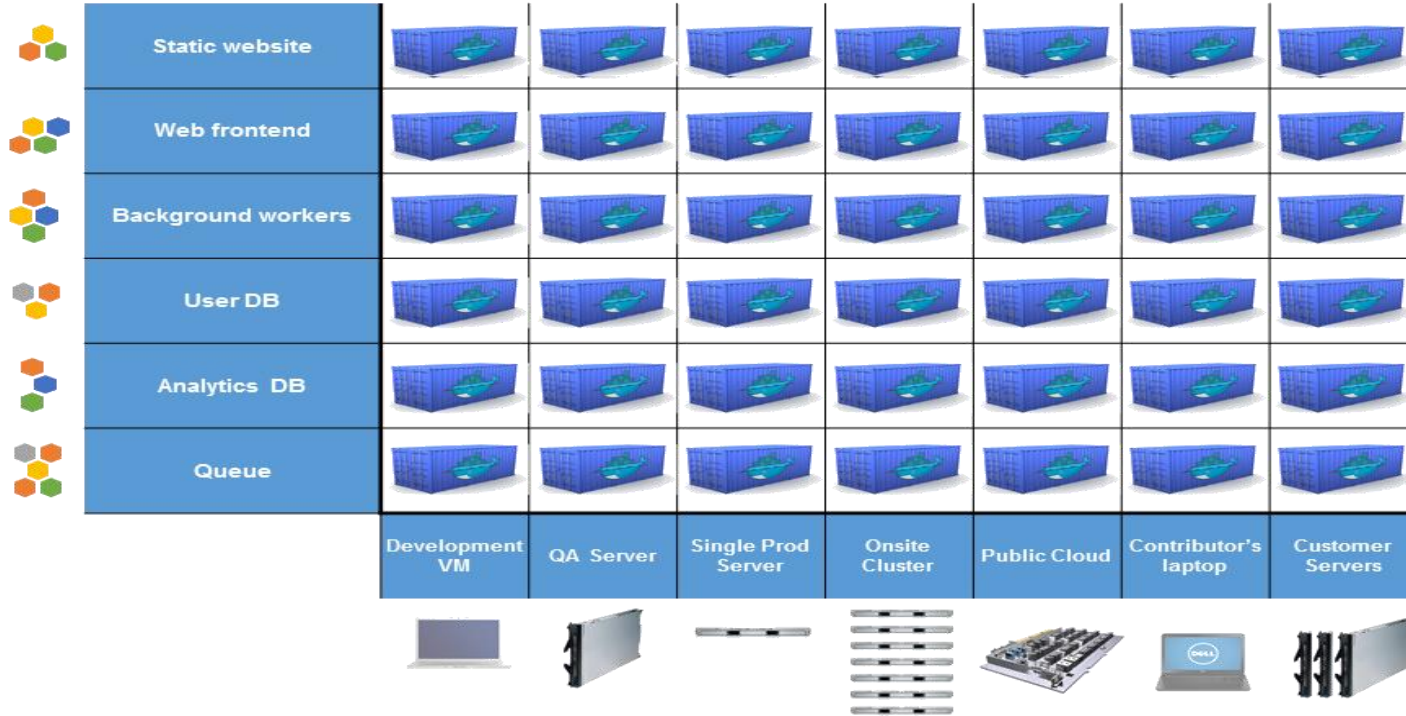 Static website
Web frontend
Background workers
User DB
Analytics DB
Queue
Development
VM
QA Server
Single Prod
Server
Onsite
Cluster
Public Cloud
Contributor's
laptop
Customer
Servers
DELL